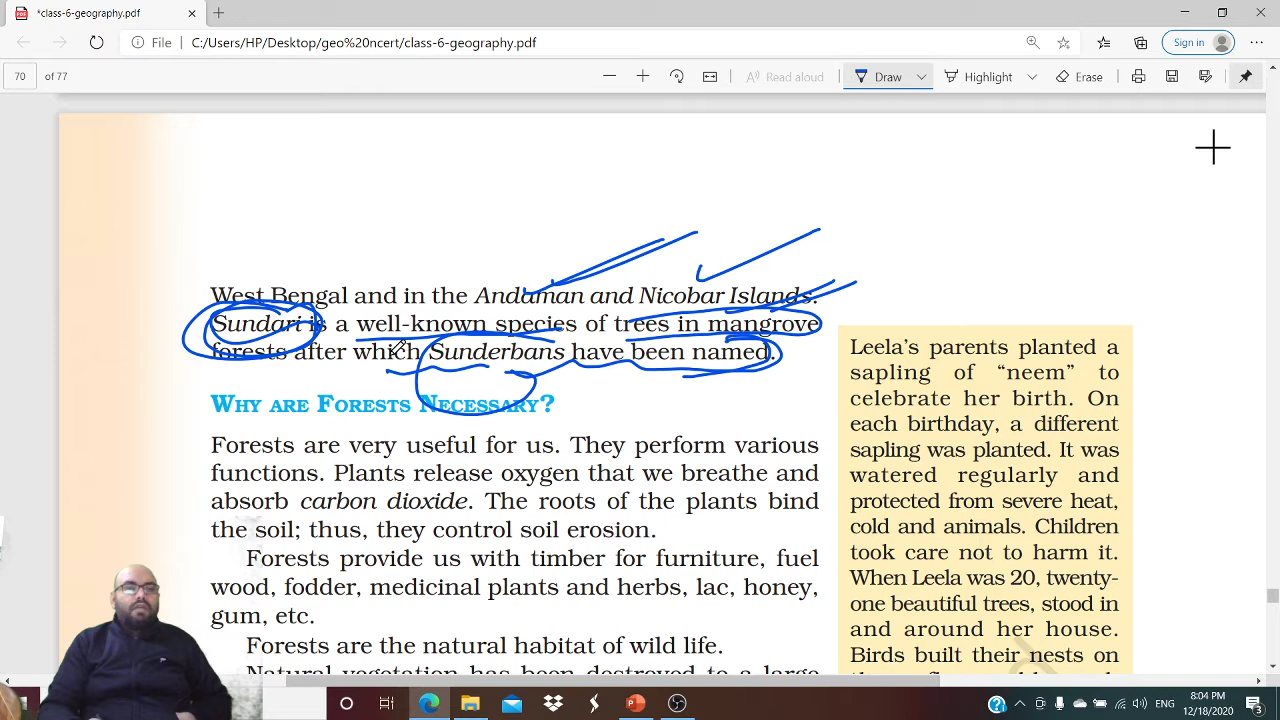 *class-6-geography.pdf
File
C:/Users/HP/Desktop/geo%20ncert/class-6-geography.pdf
Sign in
70 of 77
Read aloud
Draw
Highlight
Erase
West Bengal and in the Andaman and Nicobar Islands.
Sundari is a well-known species of trees in mangrove
forests after which Sunderbans have been named.
WHY ARE FORESTS NECESSARY?
Forests are very useful for us. They perform various
functions. Plants release oxygen that we breathe and
absorb carbon dioxide. The roots of the plants bind
the soil; thus, they control soil erosion.
Forests provide us with timber for furniture, fuel
wood, fodder, medicinal plants and herbs, lac, honey,
gum, etc.
Forests are the natural habitat of wild life.
Natural vegetation has been destroyed to a large
Leela's parents planted a
sapling of “neem” to
celebrate her birth. On
each birthday, a different
sapling was planted. It was
watered regularly and
protected from severe heat,
cold and animals. Children
took care not to harm it.
When Leela was 20, twenty-
one beautiful trees, stood in
and around her house.
Birds built their nests on
ENG
8:04 PM
12/18/2020
3